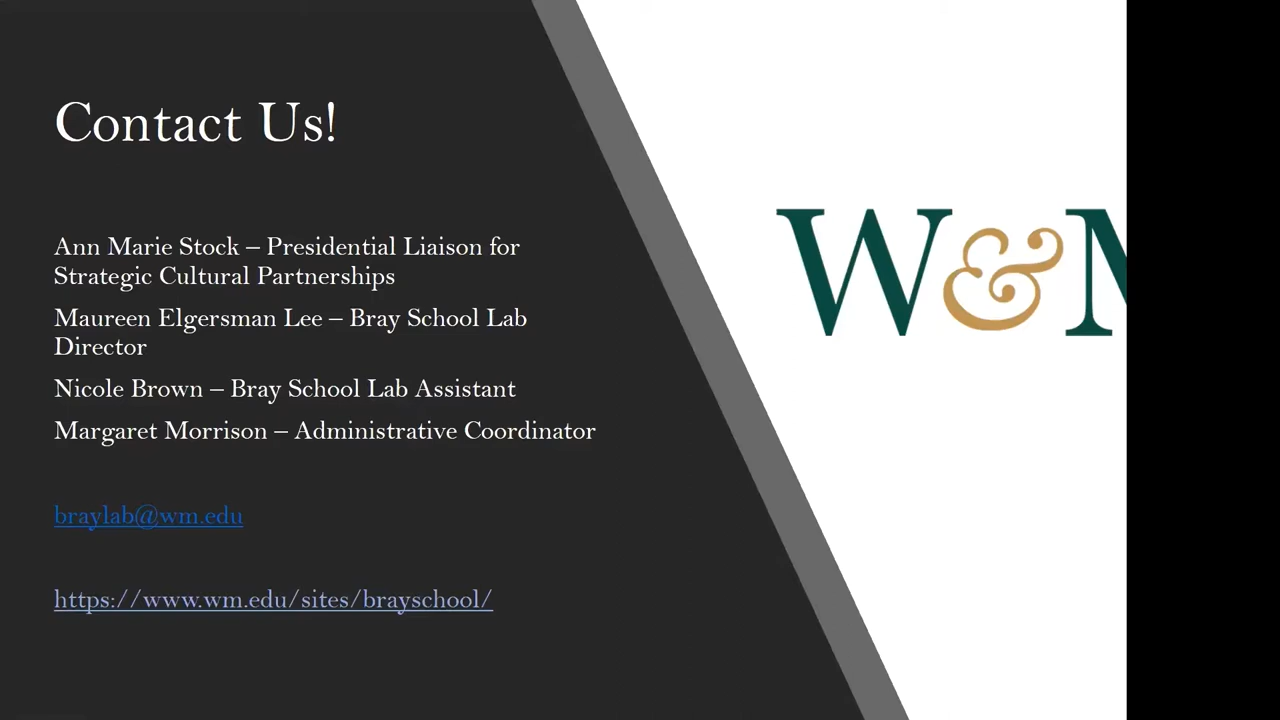 Contact Us!
Ann Marie Stock – Presidential Liaison for
Strategic Cultural Partnerships
Maureen Elgersman Lee – Bray School Lab
Director
Nicole Brown – Bray School Lab Assistant
Margaret Morrison – Administrative Coordinator
braylab@wm.edu
https://www.wm.edu/sites/brayschool/
W&M